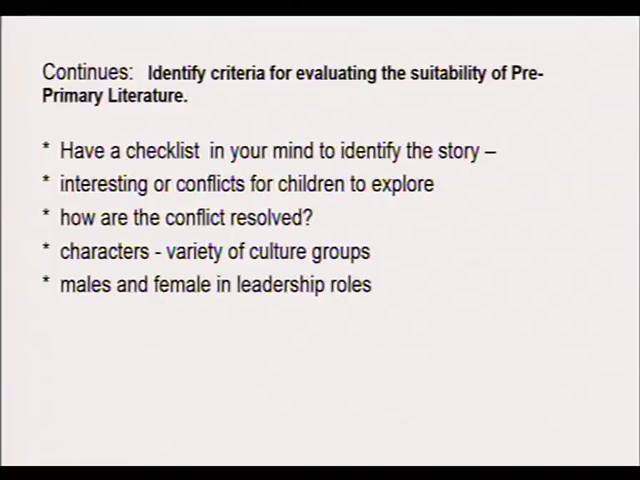 Continues: Identify criteria for evaluating the suitability of Pre-
Primary Literature.
* Have a checklist in your mind to identify the story –
* interesting or conflicts for children to explore
* how are the conflict resolved?
* characters - variety of culture groups
* males and female in leadership roles